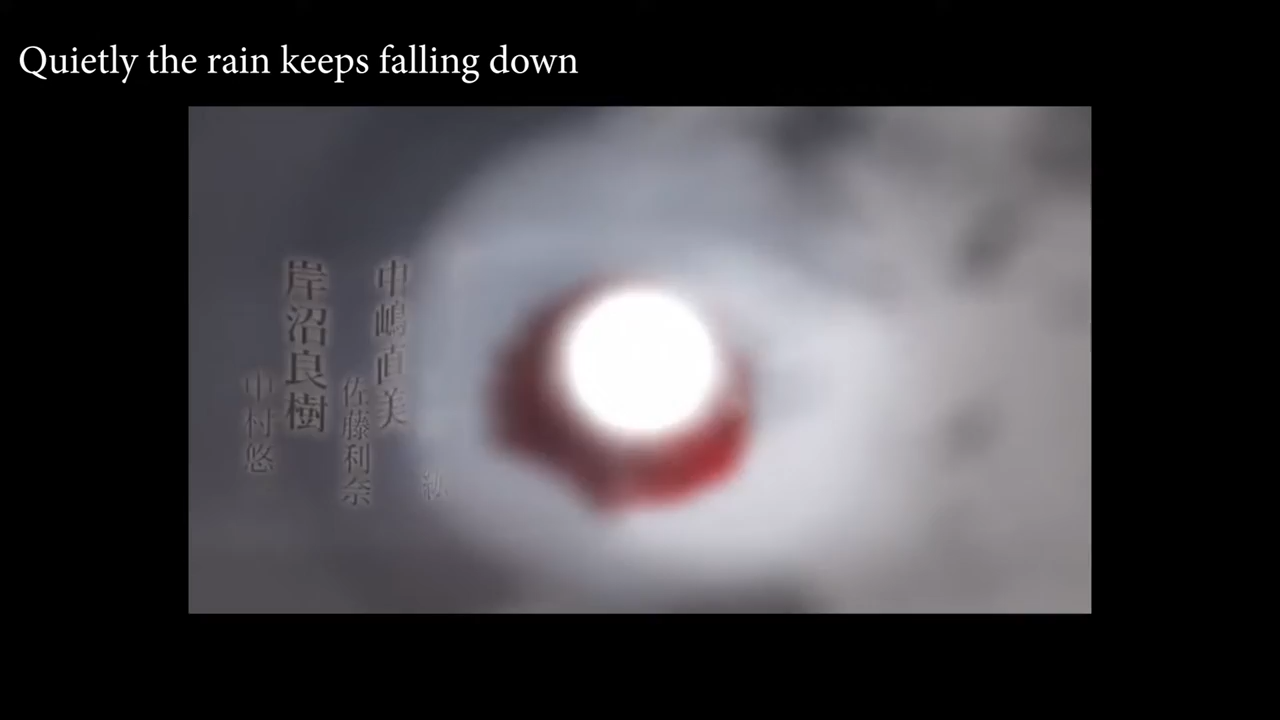 Quietly the rain keeps falling down
中嶋直美
佐藤利奈
岸沼良樹
中村悠